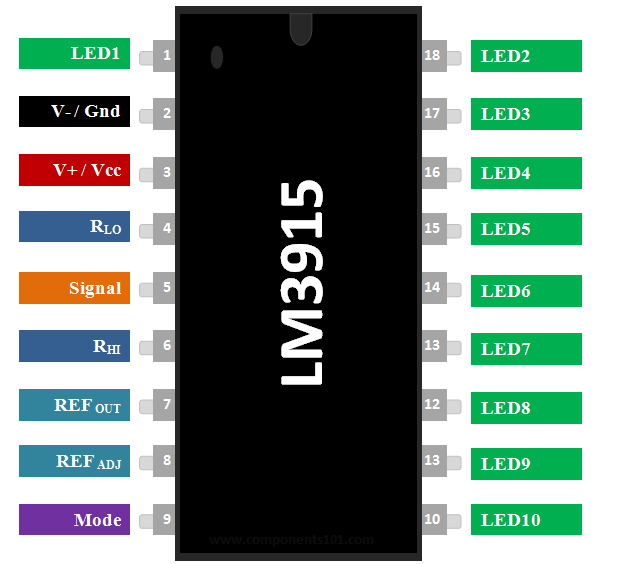 LED1 1 18 LED2
V- / Gnd 2 17 LED3
V+ / Vcc 3 16 LED4
RLO 4 15 LED5
Signal 5 14 LED6
RHI 6 13 LED7
REF OUT 7 12 LED8
REF ADJ 8 13 LED9
Mode 9 10 LED10
LM3915
www.components101.com